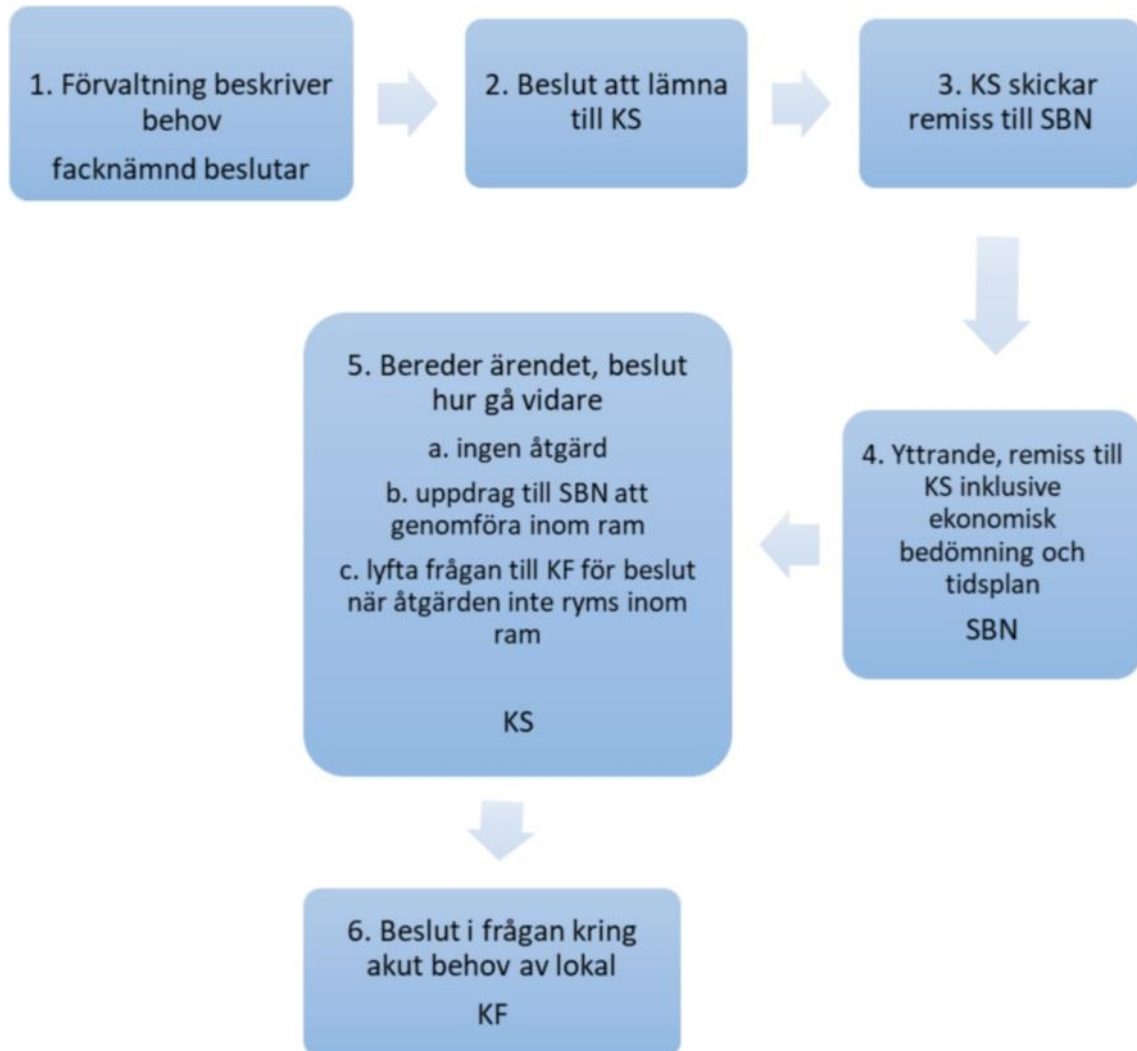 1. Förvaltning beskriver
behov
facknämnd beslutar
2. Beslut att lämna
till KS
3. KS skickar
remiss till SBN
4. Yttrande, remiss till
KS inklusive
ekonomisk
bedömning och
tidsplan
SBN
5. Bereder ärendet, beslut
hur gå vidare
a. ingen åtgärd
b. uppdrag till SBN att
genomföra inom ram
c. lyfta frågan till KF för beslut
när åtgärden inte ryms inom
ram
KS
6. Beslut i frågan kring
akut behov av lokal
KF